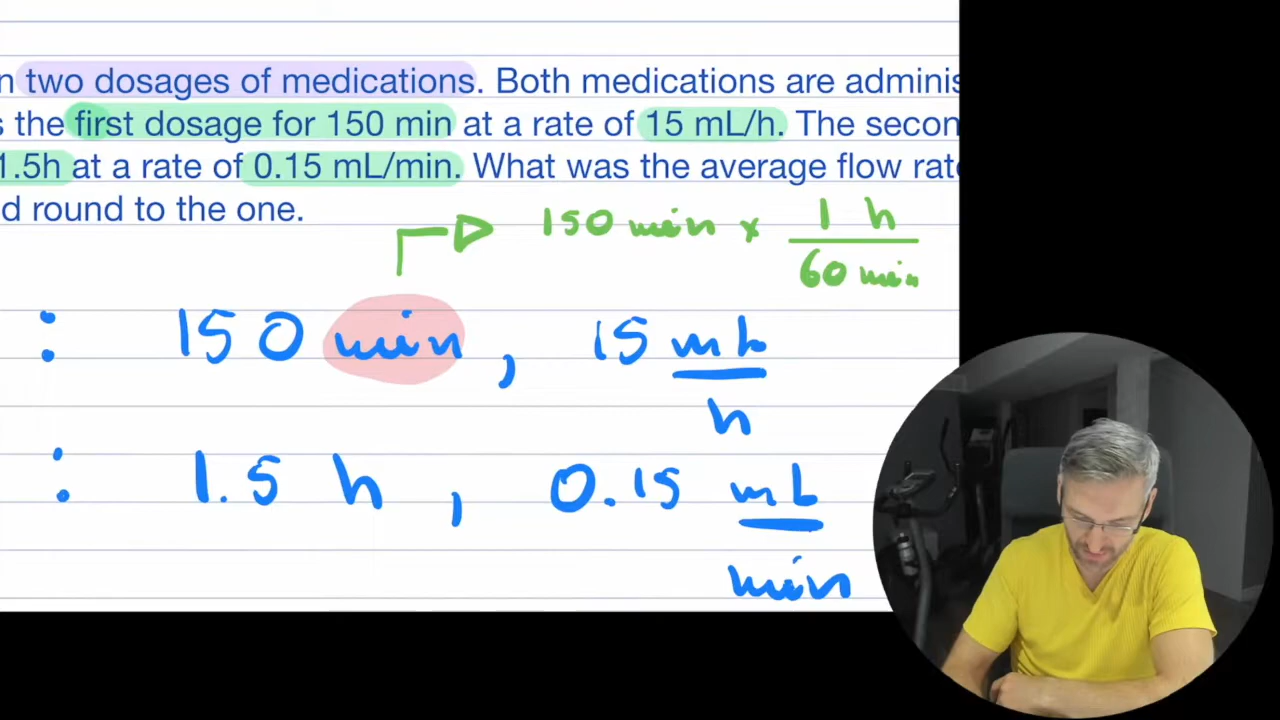 n two dosages of medications. Both medications are adminis
s the first dosage for 150 min at a rate of 15 mL/h. The secon
1.5h at a rate of 0.15 mL/min. What was the average flow rate
d round to the one.
150 min x 1 h
60 min
: 150 min , 15 mL
h
: 1.5 h , 0.15 mL
min